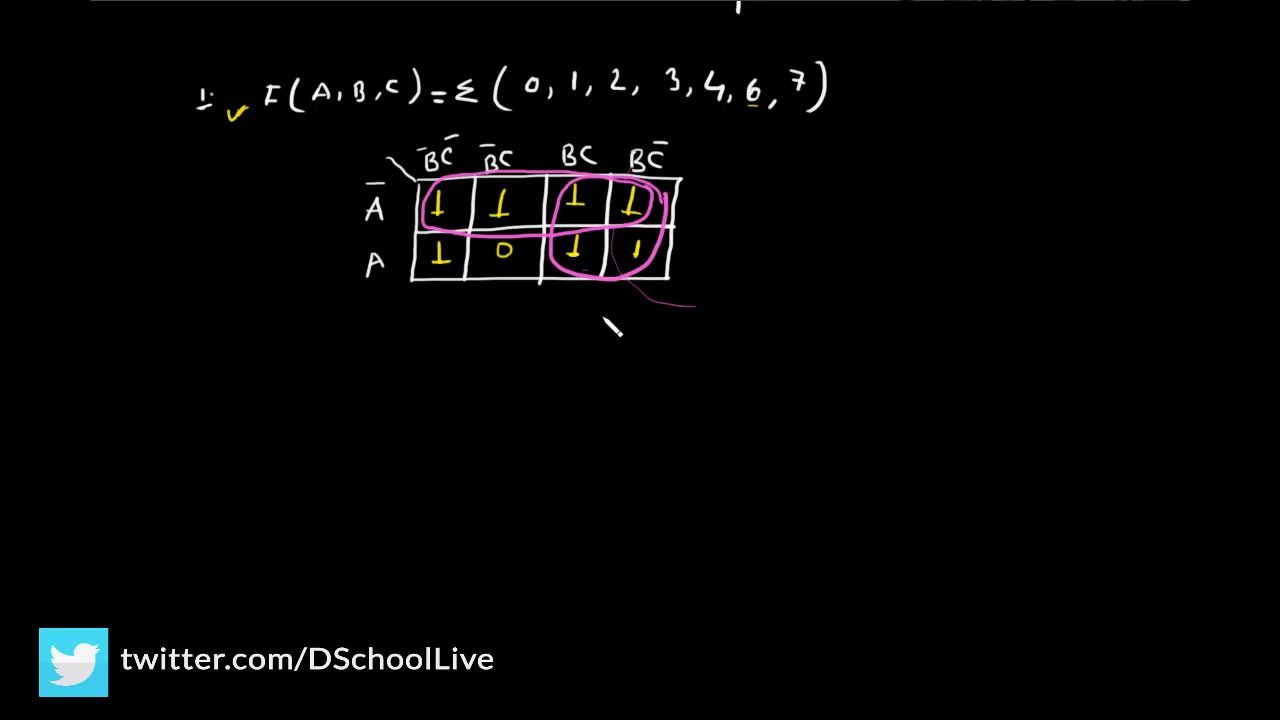 1. F(A, B, C) = Σ ( 0, 1, 2, 3, 4, 6, 7)
B̅C̅ B̅C BC BC̅
A̅ 1 1 1 1
A 1 0 1 1
twitter.com/DSchoolLive